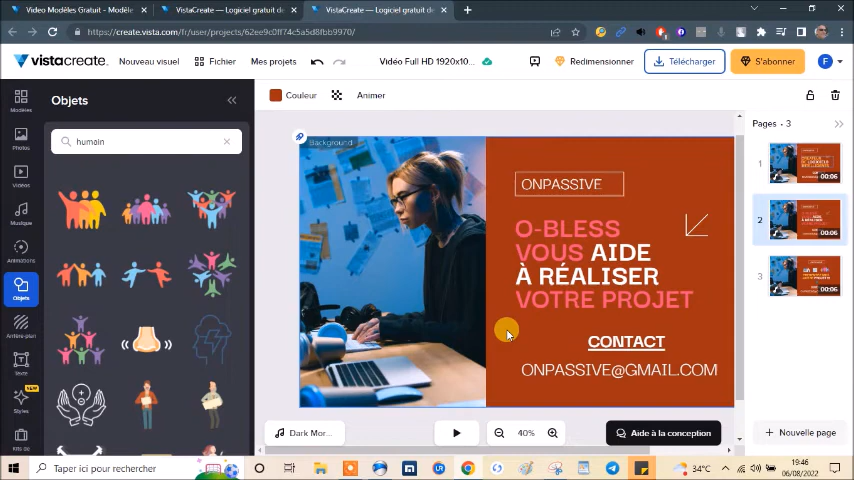 Video Modèles Gratuit - Modèle
VistaCreate — Logiciel gratuit de
VistaCreate — Logiciel gratuit de
https://create.vista.com/fr/user/projects/62ee9c0ff74c5a5d8fbb9970/
vistacreate.
Nouveau visuel
Fichier
Mes projets
Vidéo Full HD 1920x10...
Redimensionner
Télécharger
S'abonner
F
Modèles
Photos
Vidéos
Musique
Animations
Objets
Arrière-plan
Texte
NEW
Styles
Kits de
Objets
humain
Couleur
Animer
Background
ONPASSIVE
O-BLESS
VOUS AIDE
À RÉALISER
VOTRE PROJET
CONTACT
ONPASSIVE@GMAIL.COM
Dark Mor...
40%
Aide à la conception
Pages • 3
1
00:06
2
00:06
3
00:06
Nouvelle page
Taper ici pour rechercher
34°C
19:46
06/08/2022